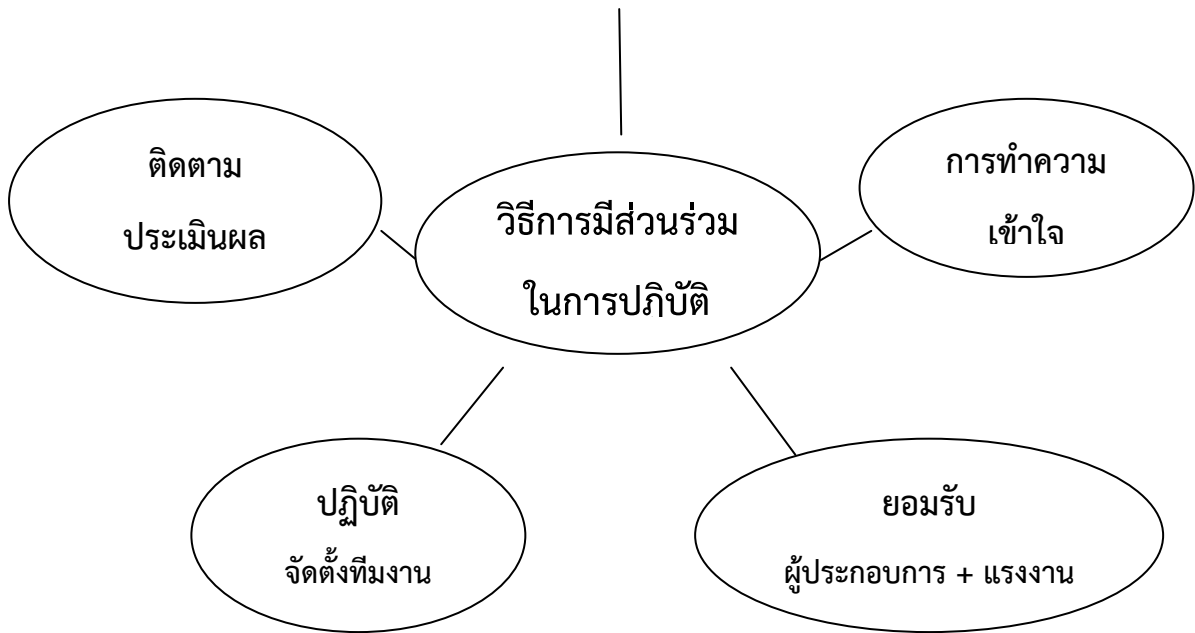 ติดตาม
ประเมินผล
วิธีการมีส่วนร่วม
ในการปฎิบัติ
การทำความ
เข้าใจ
ปฏิบัติ
จัดตั้งทีมงาน
ยอมรับ
ผู้ประกอบการ + แรงงาน